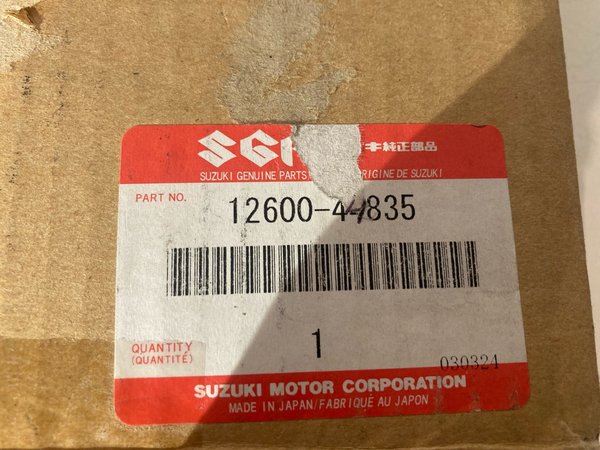 SG
キ純正部品
SUZUKI GENUINE PARTS RIGINE DE SUZUKI
PART NO. 12600-44835
QUANTITY 1
(QUANTITÉ)
030324
SUZUKI MOTOR CORPORATION
MADE IN JAPAN/FABRIQUÉ AU JAPON